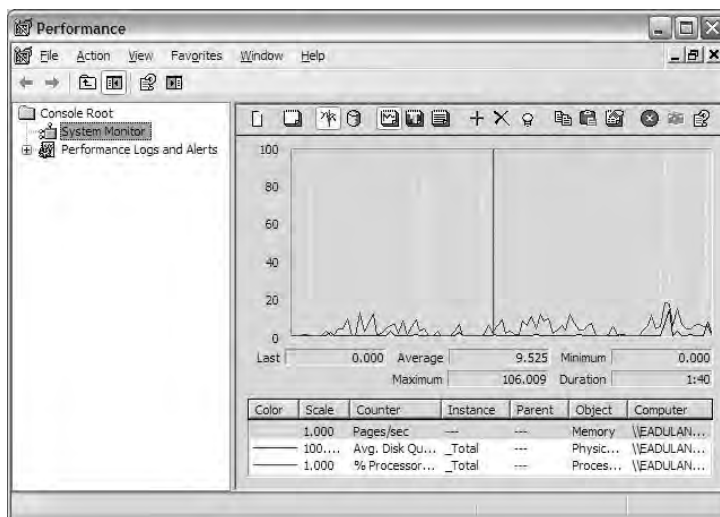 Performance
File Action View Favorites Window Help
Console Root
System Monitor
Performance Logs and Alerts
100
80
60
40
20
0
Last 0.000 Average 9.525 Minimum 0.000
Maximum 106.009 Duration 1:40
Color Scale Counter Instance Parent Object Computer
1.000 Pages/sec --- --- Memory \\EADULAN...
100.... Avg. Disk Qu... _Total --- Physic... \\EADULAN...
1.000 % Processor... _Total --- Proces... \\EADULAN...